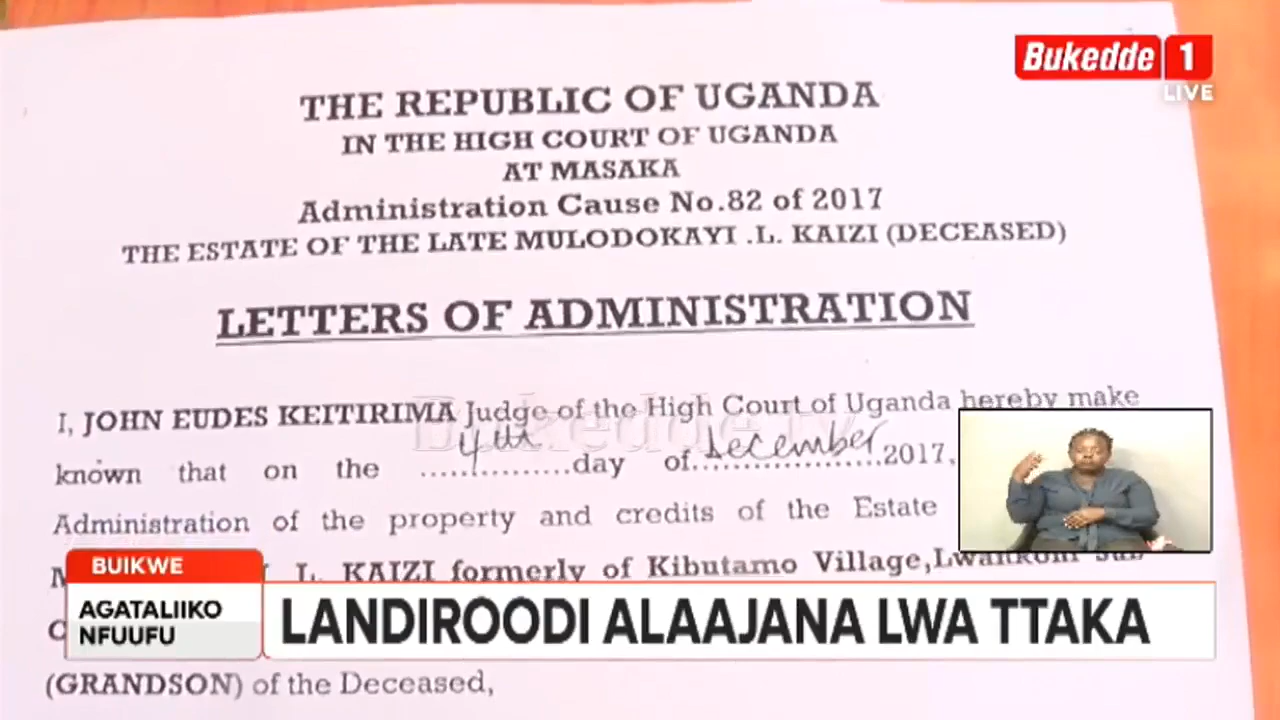 Bukedde 1
LIVE
THE REPUBLIC OF UGANDA
IN THE HIGH COURT OF UGANDA
AT MASAKA
Administration Cause No.82 of 2017
THE ESTATE OF THE LATE MULODOKAYI .L. KAIZI (DECEASED)
LETTERS OF ADMINISTRATION
I, JOHN EUDES KEITIRIMA Judge of the High Court of Uganda hereby make
Bukedde tv
known that on the ....4th....day of....December....2017,
Administration of the property and credits of the Estate
L. KAIZI formerly of Kibutamo Village,Lwankoni Sub
BUIKWE
AGATALIIKO
NFUUFU
LANDIROODI ALAAJANA LWA TTAKA
(GRANDSON) of the Deceased,